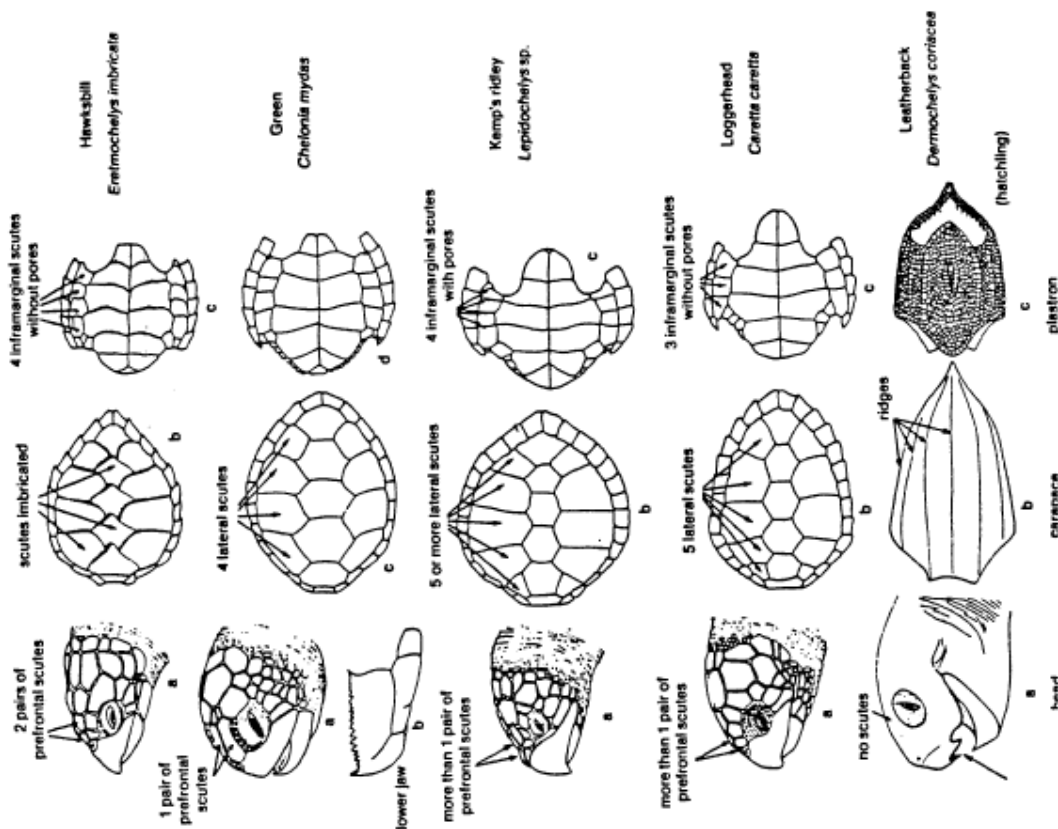 2 pairs of
prefrontal scutes
a
scutes imbricated
b
4 inframarginal scutes
without pores
c
Hawksbill
Eretmochelys imbricata
1 pair of
prefrontal
scutes
a
lower jaw
b
4 lateral scutes
c
d
Green
Chelonia mydas
more than 1 pair of
prefrontal scutes
a
5 or more lateral scutes
b
4 inframarginal scutes
with pores
c
Kemp's ridley
Lepidochelys sp.
more than 1 pair of
prefrontal scutes
a
5 lateral scutes
b
3 inframarginal scutes
without pores
c
Loggerhead
Caretta caretta
no scutes
a
head
ridges
b
carapace
c
plastron
(hatchling)
Leatherback
Dermochelys coriacea